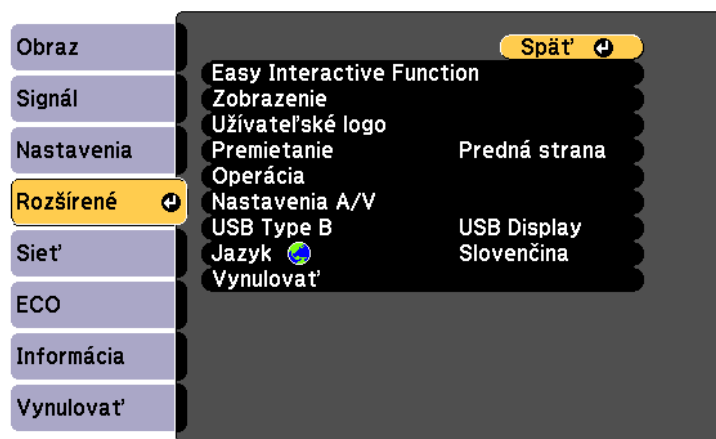 Obraz
Signál
Nastavenia
Rozšírené
Sieť
ECO
Informácia
Vynulovať
Späť
Easy Interactive Function
Zobrazenie
Užívateľské logo
Premietanie Predná strana
Operácia
Nastavenia A/V
USB Type B USB Display
Jazyk Slovenčina
Vynulovať